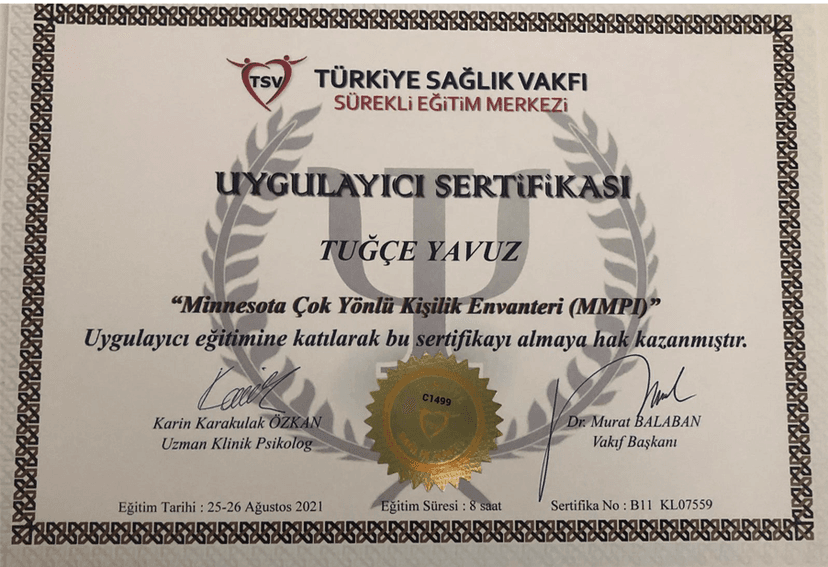 TSV
TÜRKİYE SAĞLIK VAKFI
SÜREKLİ EĞİTİM MERKEZİ
UYGULAYICI SERTİFİKASI
TUĞÇE YAVUZ
“Minnesota Çok Yönlü Kişilik Envanteri (MMPI)”
Uygulayıcı eğitimine katılarak bu sertifikayı almaya hak kazanmıştır.
C1499
Karin Karakulak ÖZKAN
Uzman Klinik Psikolog
Dr. Murat BALABAN
Vakıf Başkanı
Eğitim Tarihi : 25-26 Ağustos 2021
Eğitim Süresi : 8 saat
Sertifika No : B11 KL07559